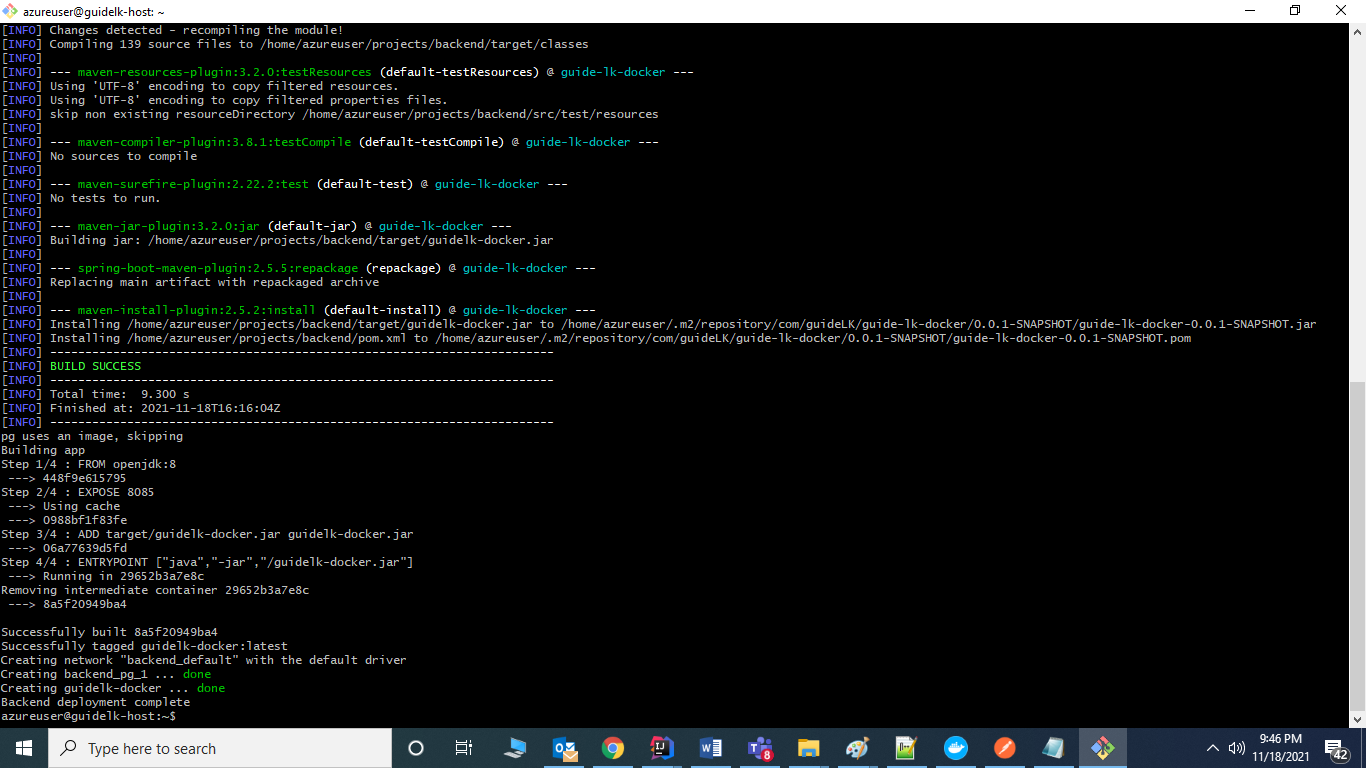 azureuser@guidelk-host: ~
[INFO] Changes detected - recompiling the module!
[INFO] Compiling 139 source files to /home/azureuser/projects/backend/target/classes
[INFO]
[INFO] --- maven-resources-plugin:3.2.0:testResources (default-testResources) @ guide-lk-docker ---
[INFO] Using 'UTF-8' encoding to copy filtered resources.
[INFO] Using 'UTF-8' encoding to copy filtered properties files.
[INFO] skip non existing resourceDirectory /home/azureuser/projects/backend/src/test/resources
[INFO]
[INFO] --- maven-compiler-plugin:3.8.1:testCompile (default-testCompile) @ guide-lk-docker ---
[INFO] No sources to compile
[INFO]
[INFO] --- maven-surefire-plugin:2.22.2:test (default-test) @ guide-lk-docker ---
[INFO] No tests to run.
[INFO]
[INFO] --- maven-jar-plugin:3.2.0:jar (default-jar) @ guide-lk-docker ---
[INFO] Building jar: /home/azureuser/projects/backend/target/guidelk-docker.jar
[INFO]
[INFO] --- spring-boot-maven-plugin:2.5.5:repackage (repackage) @ guide-lk-docker ---
[INFO] Replacing main artifact with repackaged archive
[INFO]
[INFO] --- maven-install-plugin:2.5.2:install (default-install) @ guide-lk-docker ---
[INFO] Installing /home/azureuser/projects/backend/target/guidelk-docker.jar to /home/azureuser/.m2/repository/com/guideLK/guide-lk-docker/0.0.1-SNAPSHOT/guide-lk-docker-0.0.1-SNAPSHOT.jar
[INFO] Installing /home/azureuser/projects/backend/pom.xml to /home/azureuser/.m2/repository/com/guideLK/guide-lk-docker/0.0.1-SNAPSHOT/guide-lk-docker-0.0.1-SNAPSHOT.pom
[INFO] ------------------------------------------------------------------------
[INFO] BUILD SUCCESS
[INFO] ------------------------------------------------------------------------
[INFO] Total time:  9.300 s
[INFO] Finished at: 2021-11-18T16:16:04Z
[INFO] ------------------------------------------------------------------------
pg uses an image, skipping
Building app
Step 1/4 : FROM openjdk:8
 ---> 448f9e615795
Step 2/4 : EXPOSE 8085
 ---> Using cache
 ---> 0988bf1f83fe
Step 3/4 : ADD target/guidelk-docker.jar guidelk-docker.jar
 ---> 06a77639d5fd
Step 4/4 : ENTRYPOINT ["java","-jar","/guidelk-docker.jar"]
 ---> Running in 29652b3a7e8c
Removing intermediate container 29652b3a7e8c
 ---> 8a5f20949ba4
Successfully built 8a5f20949ba4
Successfully tagged guidelk-docker:latest
Creating network "backend_default" with the default driver
Creating backend_pg_1 ... done
Creating guidelk-docker ... done
Backend deployment complete
azureuser@guidelk-host:~$
Type here to search
9:46 PM
11/18/2021
8
42